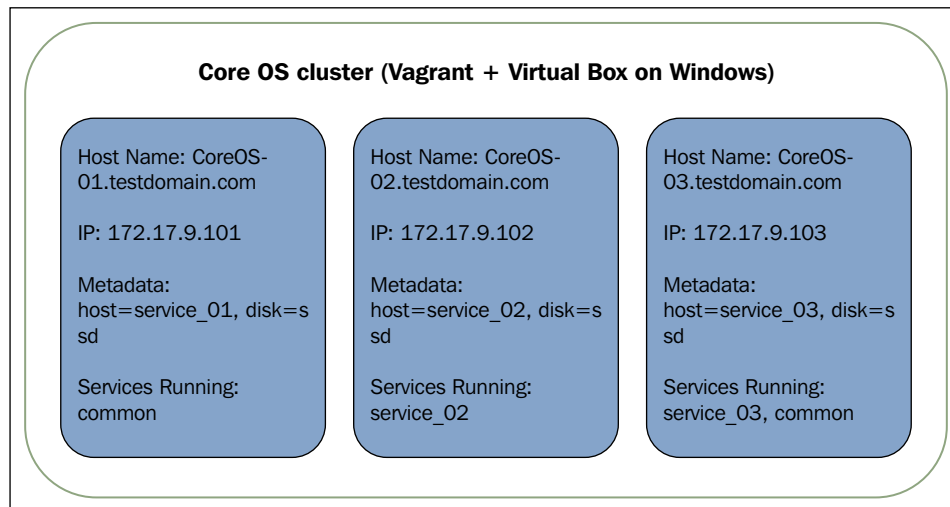 Core OS cluster (Vagrant + Virtual Box on Windows)
Host Name: CoreOS-
01.testdomain.com
IP: 172.17.9.101
Metadata:
host=service_01, disk=s
sd
Services Running:
common
Host Name: CoreOS-
02.testdomain.com
IP: 172.17.9.102
Metadata:
host=service_02, disk=s
sd
Services Running:
service_02
Host Name: CoreOS-
03.testdomain.com
IP: 172.17.9.103
Metadata:
host=service_03, disk=s
sd
Services Running:
service_03, common